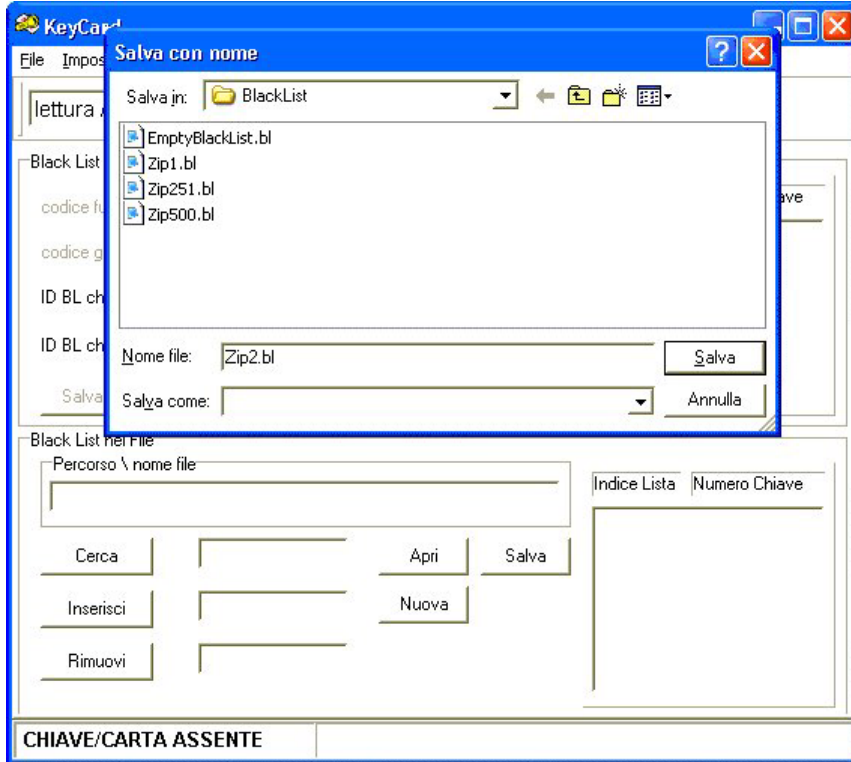 KeyCard
File Impos
lettura
Salva con nome
Salva in: BlackList
EmptyBlackList.bl
Zip1.bl
Zip251.bl
Zip500.bl
Nome file: Zip2.bl Salva
Salva come: Annulla
Black List
codice fu
codice g
ID BL ch
ID BL ch
Salva
ave
Black List nel File
Percorso \ nome file
Indice Lista Numero Chiave
Cerca Apri Salva
Inserisci Nuova
Rimuovi
CHIAVE/CARTA ASSENTE